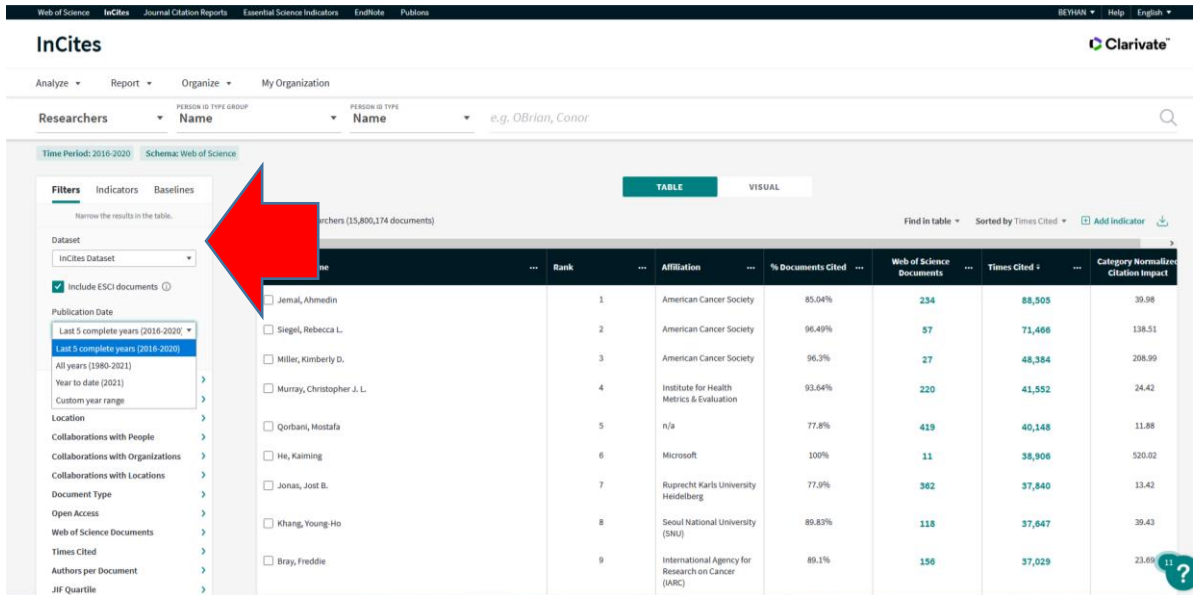 Web of Science InCites Journal Citation Reports Essential Science Indicators EndNote Publons BEYHAN Help English
InCites
Clarivate™
Analyze Report Organize My Organization
PERSON ID TYPE GROUP PERSON ID TYPE
Researchers Name Name e.g. OBrian, Conor
Time Period: 2016-2020 Schema: Web of Science
Filters Indicators Baselines
TABLE VISUAL
Narrow the results in the table.
(15,800,174 documents)
Find in table Sorted by Times Cited Add indicator
Dataset
InCites Dataset
Include ESCI documents
Publication Date
Last 5 complete years (2016-2020)
Last 5 complete years (2016-2020)
All years (1980-2021)
Year to date (2021)
Custom year range
Location
Collaborations with People
Collaborations with Organizations
Collaborations with Locations
Document Type
Open Access
Web of Science Documents
Times Cited
Authors per Document
JIF Quartile
Rank ... Affiliation ... % Documents Cited ... Web of Science Documents ... Times Cited ... Category Normalized Citation Impact
Jemal, Ahmedin 1 American Cancer Society 85.04% 234 88,505 39.98
Siegel, Rebecca L. 2 American Cancer Society 96.49% 57 71,466 138.51
Miller, Kimberly D. 3 American Cancer Society 96.3% 27 48,384 208.99
Murray, Christopher J. L. 4 Institute for Health 93.64% 220 41,552 24.42
Metrics & Evaluation
Qorbani, Mostafa 5 n/a 77.8% 419 40,148 11.88
He, Kaiming 6 Microsoft 100% 11 38,906 520.02
Jonas, Jost B. 7 Ruprecht Karls University 77.9% 362 37,840 13.42
Heidelberg
Khang, Young-Ho 8 Seoul National University 89.83% 118 37,647 39.43
(SNU)
Bray, Freddie 9 International Agency for 89.1% 156 37,029 23.69
Research on Cancer
(IARC)
11
?